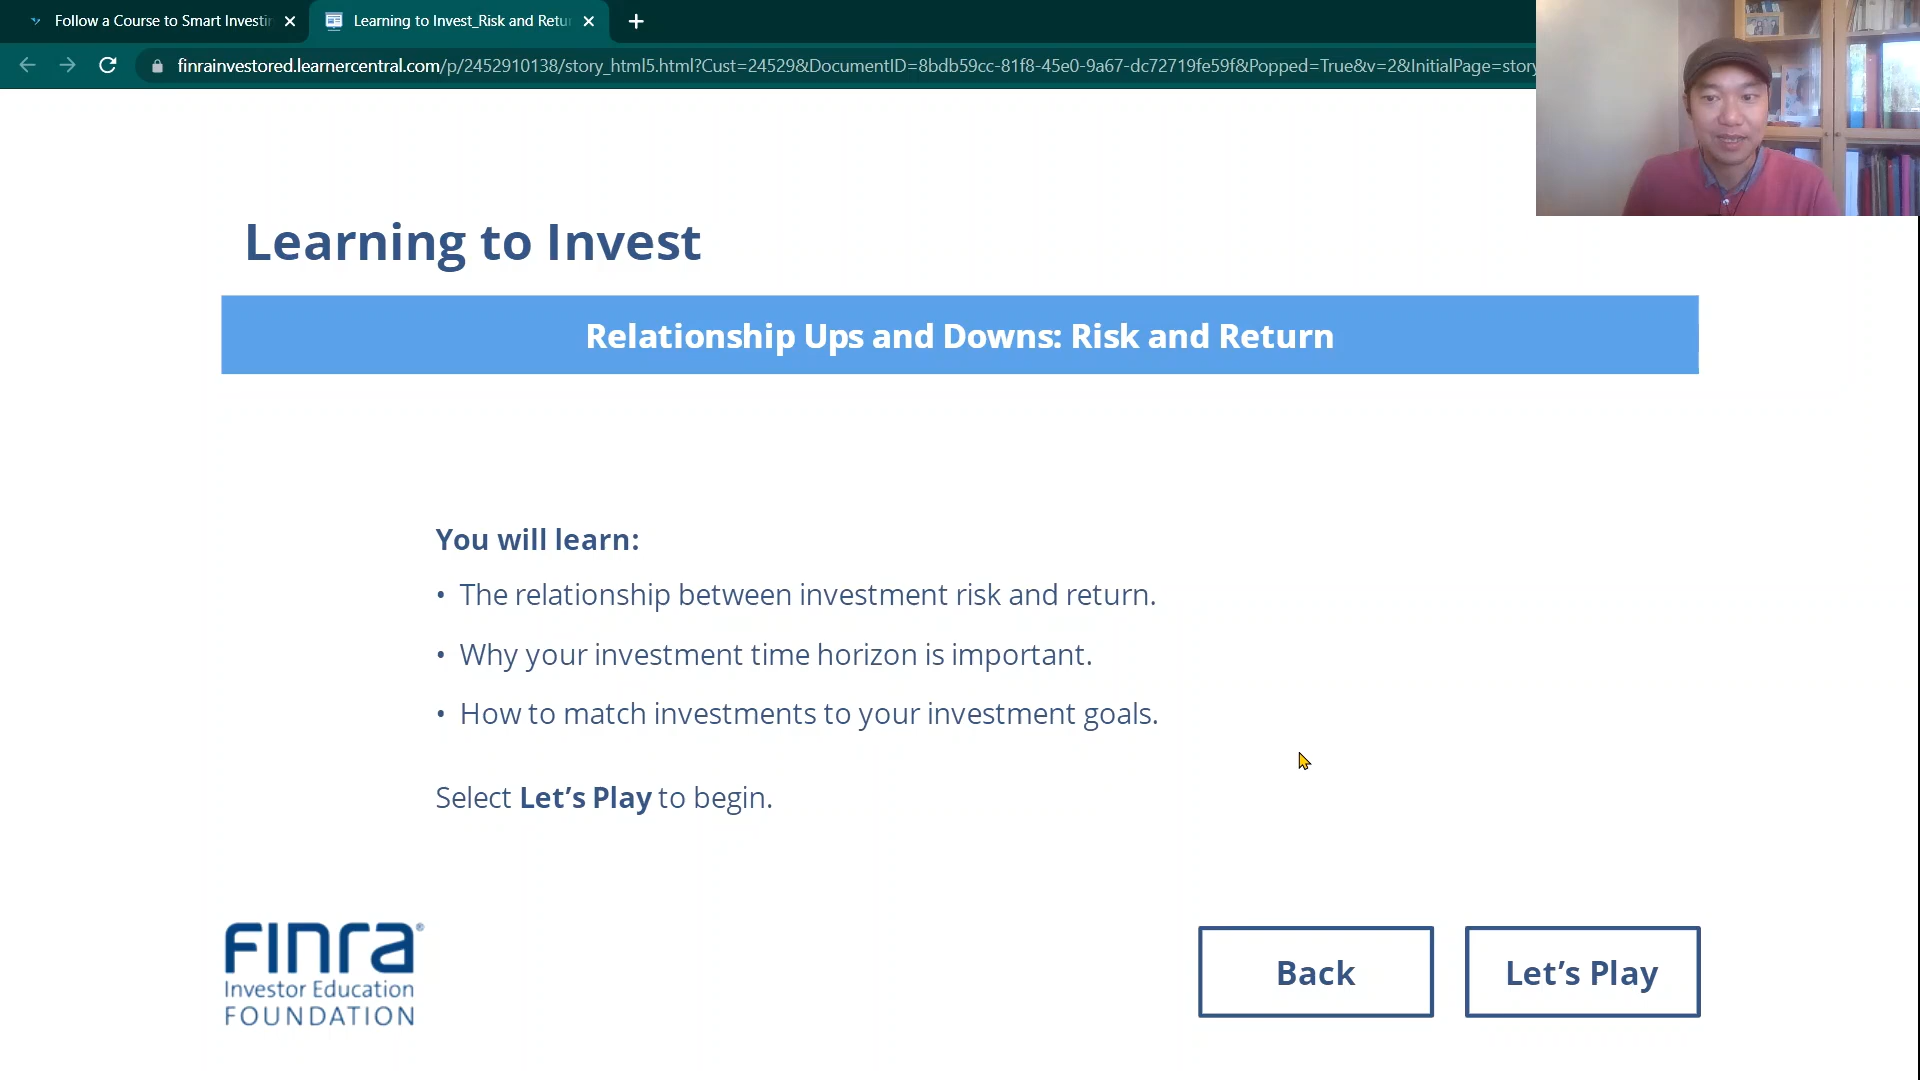 Follow a Course to Smart Investin
Learning to Invest_Risk and Retu
finrainvestored.learnercentral.com/p/2452910138/story_html5.html?Cust=24529&DocumentID=8bdb59cc-81f8-45e0-9a67-dc72719fe59f&Popped=True&v=2&InitialPage=story
Learning to Invest
Relationship Ups and Downs: Risk and Return
You will learn:
• The relationship between investment risk and return.
• Why your investment time horizon is important.
• How to match investments to your investment goals.
Select Let’s Play to begin.
FINRA®
Investor Education
FOUNDATION
Back
Let’s Play